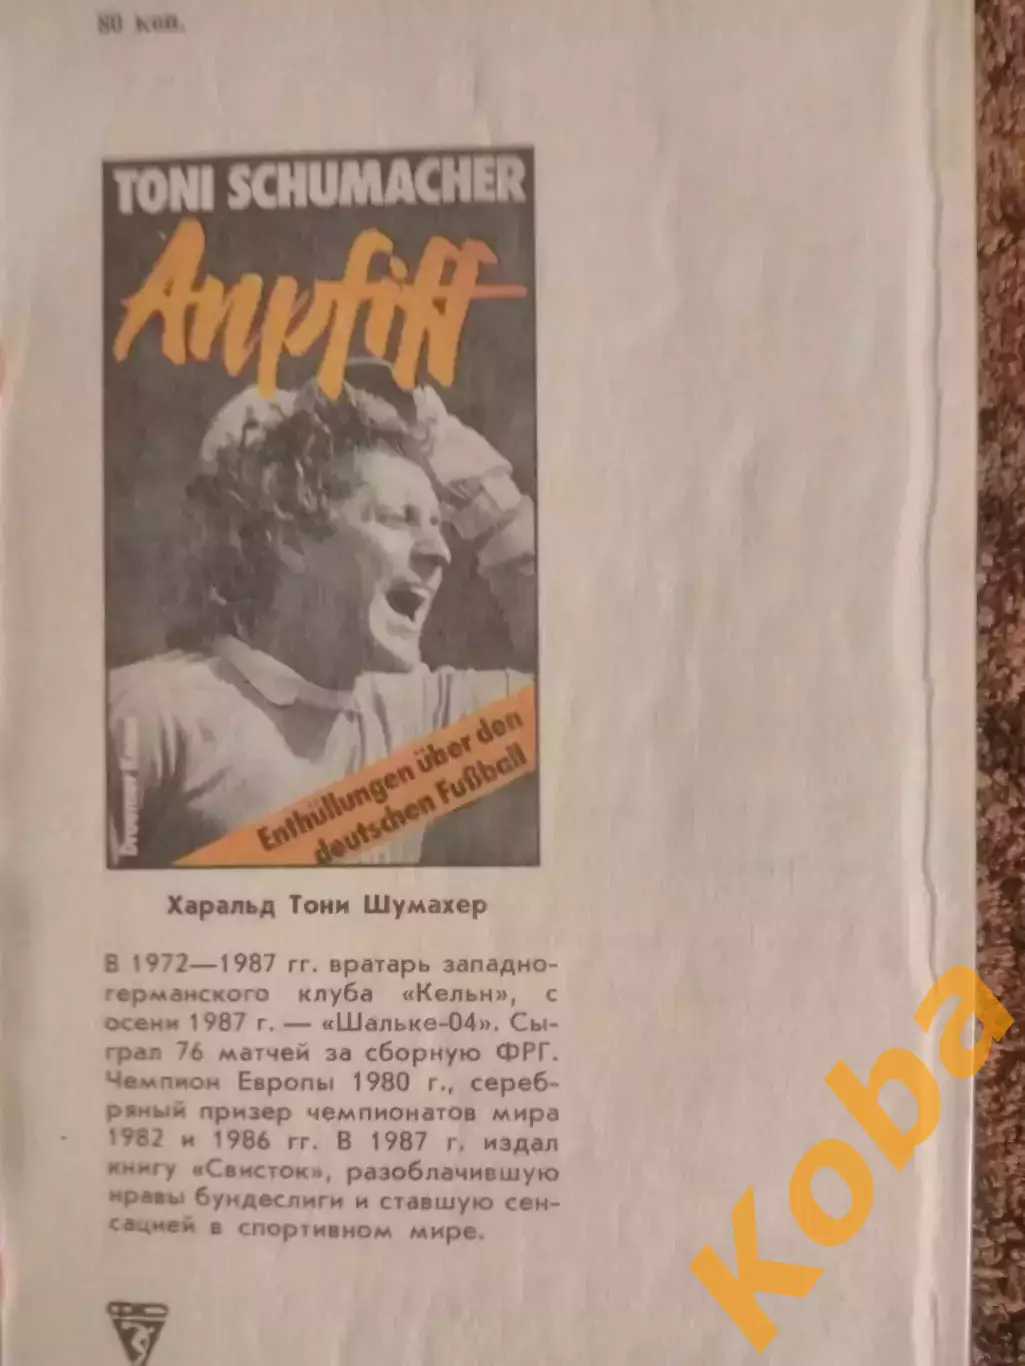 80 коп.
TONI SCHUMACHER
Anpfiff
Enthüllungen über den
deutschen Fußball
Droemer Knaur
Харальд Тони Шумахер
В 1972—1987 гг. вратарь западно-
германского клуба «Кельн», с
осени 1987 г. — «Шальке-04». Сы-
грал 76 матчей за сборную ФРГ.
Чемпион Европы 1980 г., сереб-
ряный призер чемпионатов мира
1982 и 1986 гг. В 1987 г. издал
книгу «Свисток», разоблачившую
нравы бундеслиги и ставшую сен-
сацией в спортивном мире.
Koba